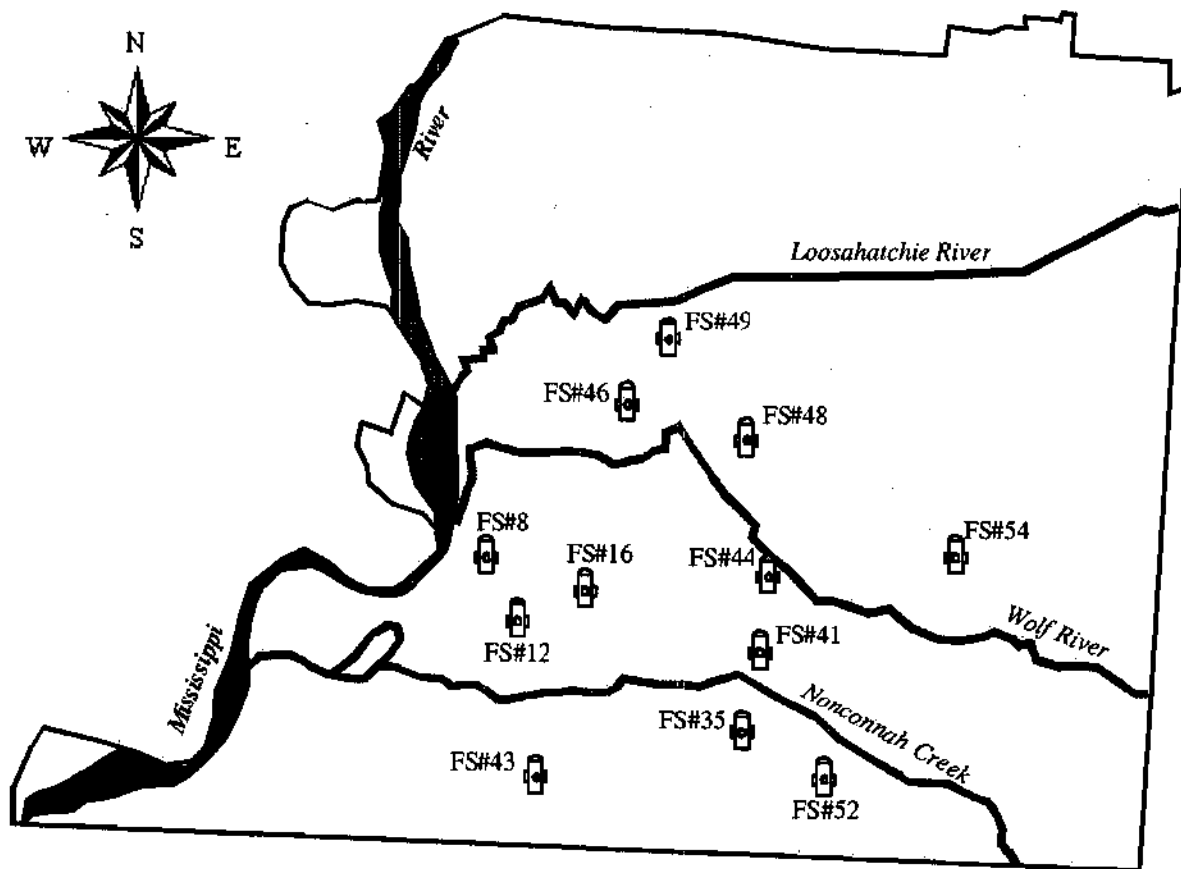 N
W
E
S
River
Loosahatchie River
FS#49
FS#46
FS#48
FS#8
FS#16
FS#44
FS#54
FS#12
FS#41
Wolf River
Mississippi
FS#35
Nonconnah Creek
FS#43
FS#52